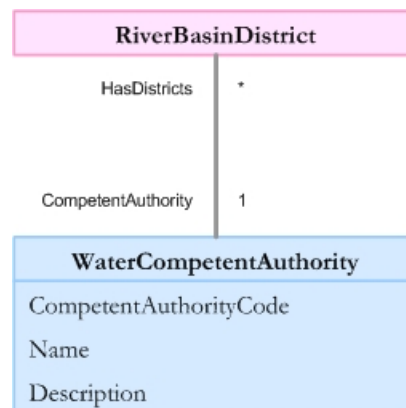 RiverBasinDistrict
HasDistricts *
CompetentAuthority 1
WaterCompetentAuthority
CompetentAuthorityCode
Name
Description